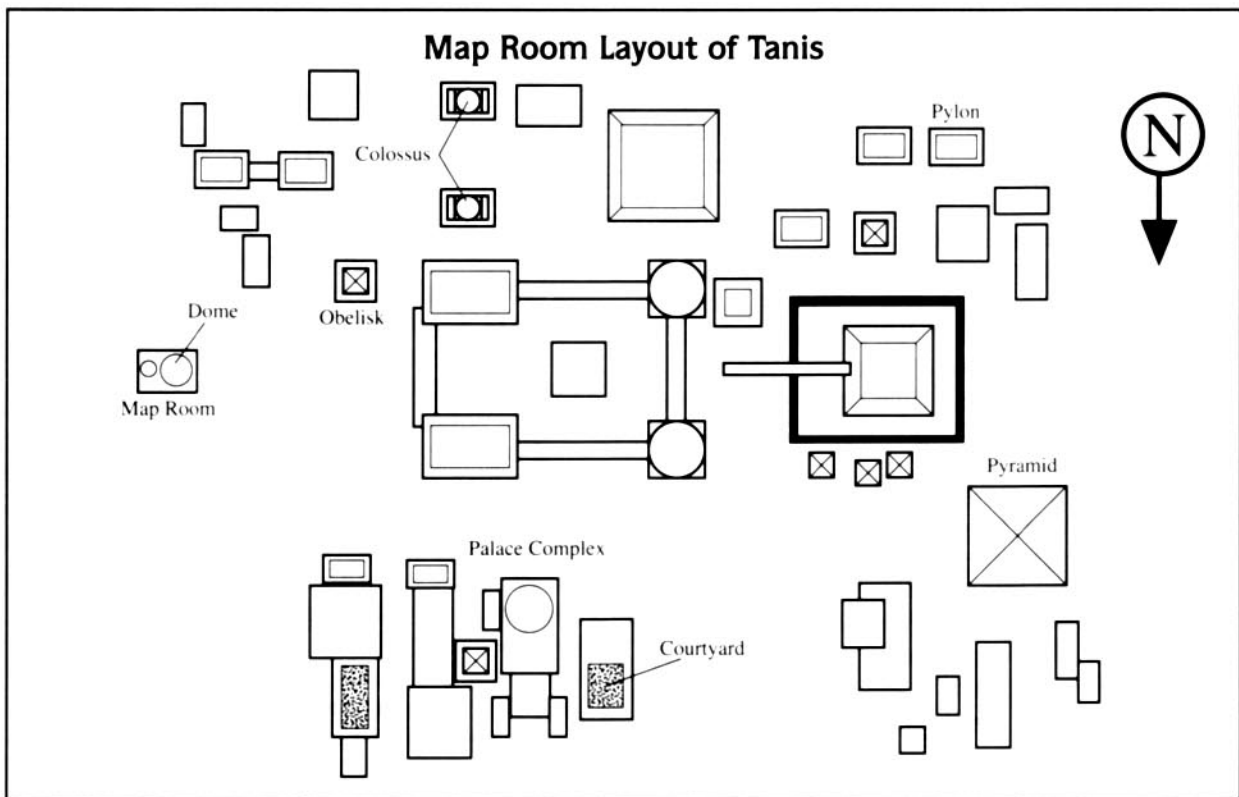 Map Room Layout of Tanis
Pylon
N
Colossus
Dome
Obelisk
Map Room
Pyramid
Palace Complex
Courtyard